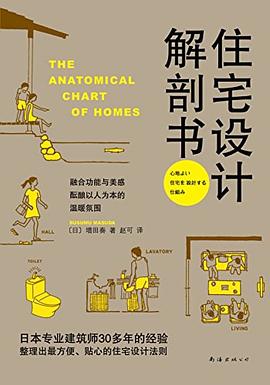 住宅设计
解剖书
THE
ANATOMICAL
CHART
OF HOMES
心地よい
住宅を設計する
仕組み
融合功能与美感
酝酿以人为本的
温暖氛围
SUSUMU MASUDA
〔日〕增田奏 著 赵可 译
HALL
TOILET
LAVATORY
LIVING
日本专业建筑师30多年的经验
整理出最方便、贴心的住宅设计法则
南海出版公司